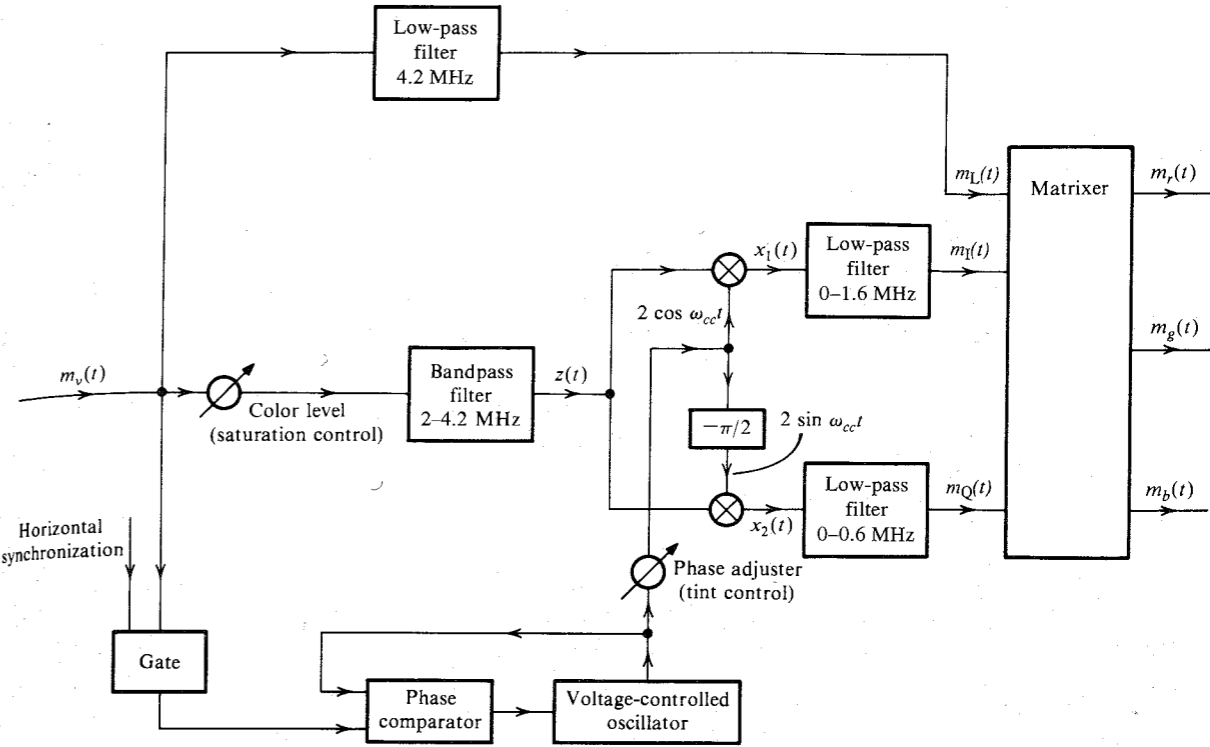 Low-pass
filter
4.2 MHz
m_L(t)
m_r(t)
Matrixer
x_1(t)
Low-pass
filter
0–1.6 MHz
m_I(t)
2 cos ω_cc t
m_g(t)
m_v(t)
Color level
(saturation control)
Bandpass
filter
2–4.2 MHz
z(t)
−π/2
2 sin ω_cc t
x_2(t)
Low-pass
filter
0–0.6 MHz
m_Q(t)
m_b(t)
Horizontal
synchronization
Phase adjuster
(tint control)
Gate
Phase
comparator
Voltage-controlled
oscillator